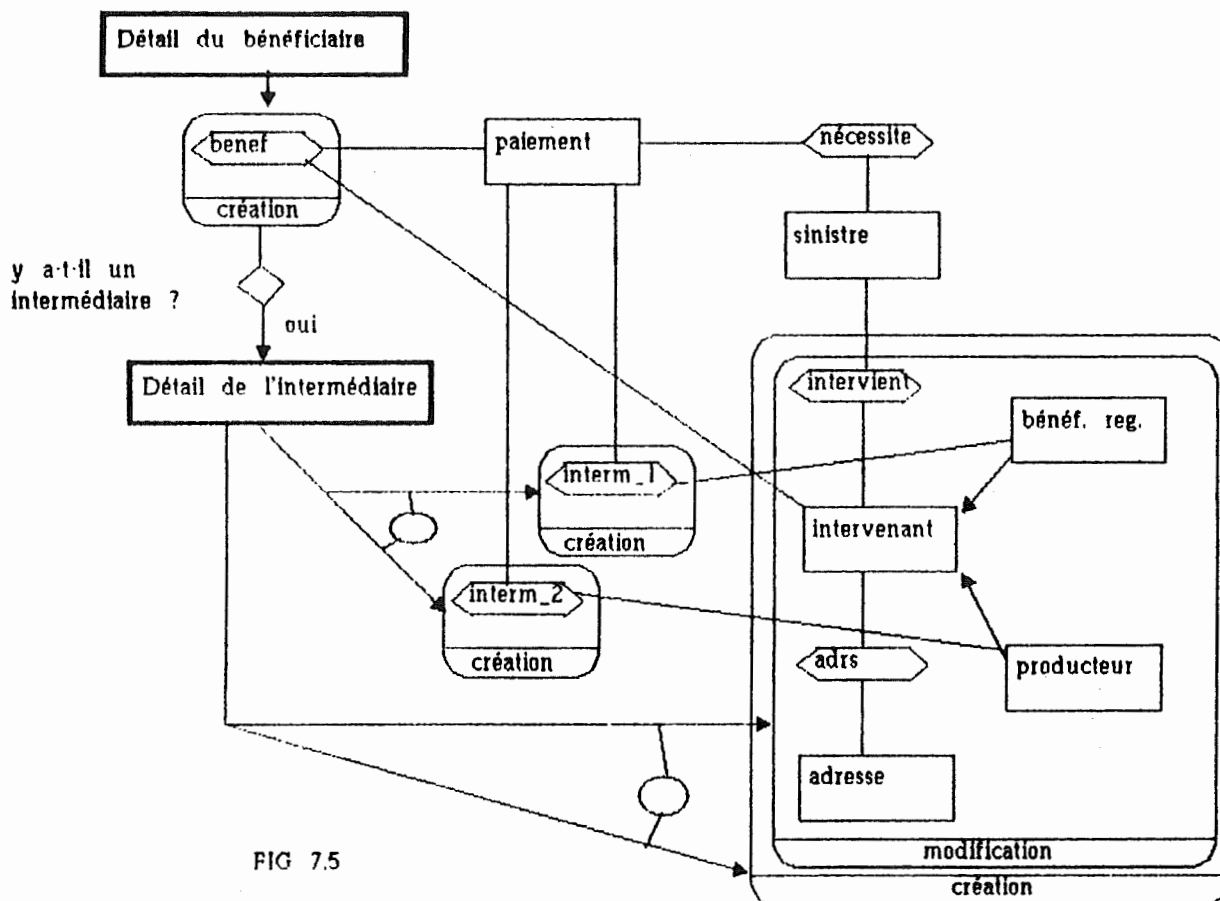 Détail du bénéficiaire
benef
création
paiement
nécessite
sinistre
y a-t-il un
intermédiaire ?
oui
Détail de l'intermédiaire
intervient
bénéf. reg.
interm_1
création
intervenant
interm_2
création
adrs
producteur
adresse
modification
création
FIG 7.5